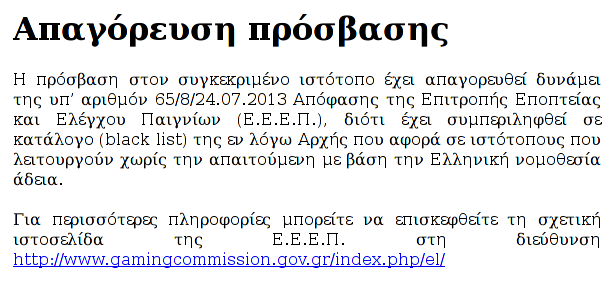 Απαγόρευση πρόσβασης
Η πρόσβαση στον συγκεκριμένο ιστότοπο έχει απαγορευθεί δυνάμει
της υπ’ αριθμόν 65/8/24.07.2013 Απόφασης της Επιτροπής Εποπτείας
και Ελέγχου Παιγνίων (Ε.Ε.Ε.Π.), διότι έχει συμπεριληφθεί σε
κατάλογο (black list) της εν λόγω Αρχής που αφορά σε ιστότοπους που
λειτουργούν χωρίς την απαιτούμενη με βάση την Ελληνική νομοθεσία
άδεια.
Για περισσότερες πληροφορίες μπορείτε να επισκεφθείτε τη σχετική
ιστοσελίδα της Ε.Ε.Ε.Π. στη διεύθυνση
http://www.gamingcommission.gov.gr/index.php/el/